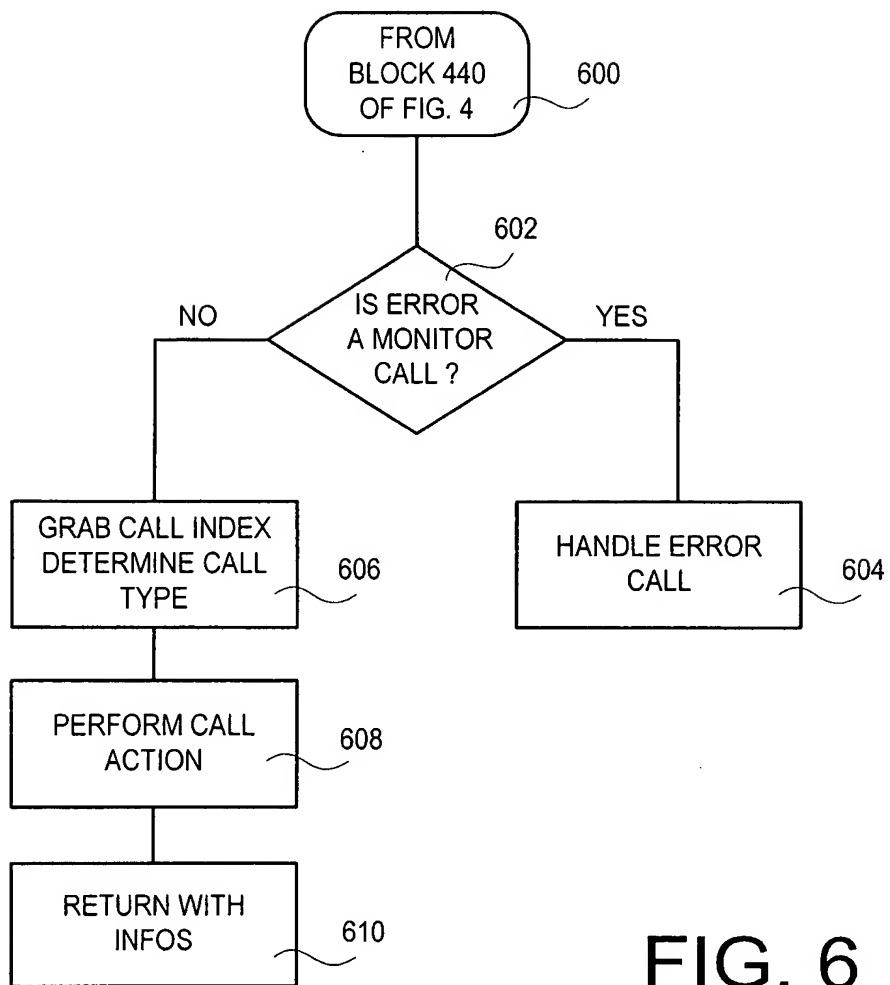 FROM
BLOCK 440
OF FIG. 4
600
602
IS ERROR
A MONITOR
CALL ?
NO
YES
GRAB CALL INDEX
DETERMINE CALL
TYPE
606
HANDLE ERROR
CALL
604
PERFORM CALL
ACTION
608
RETURN WITH
INFOS
610
FIG. 6